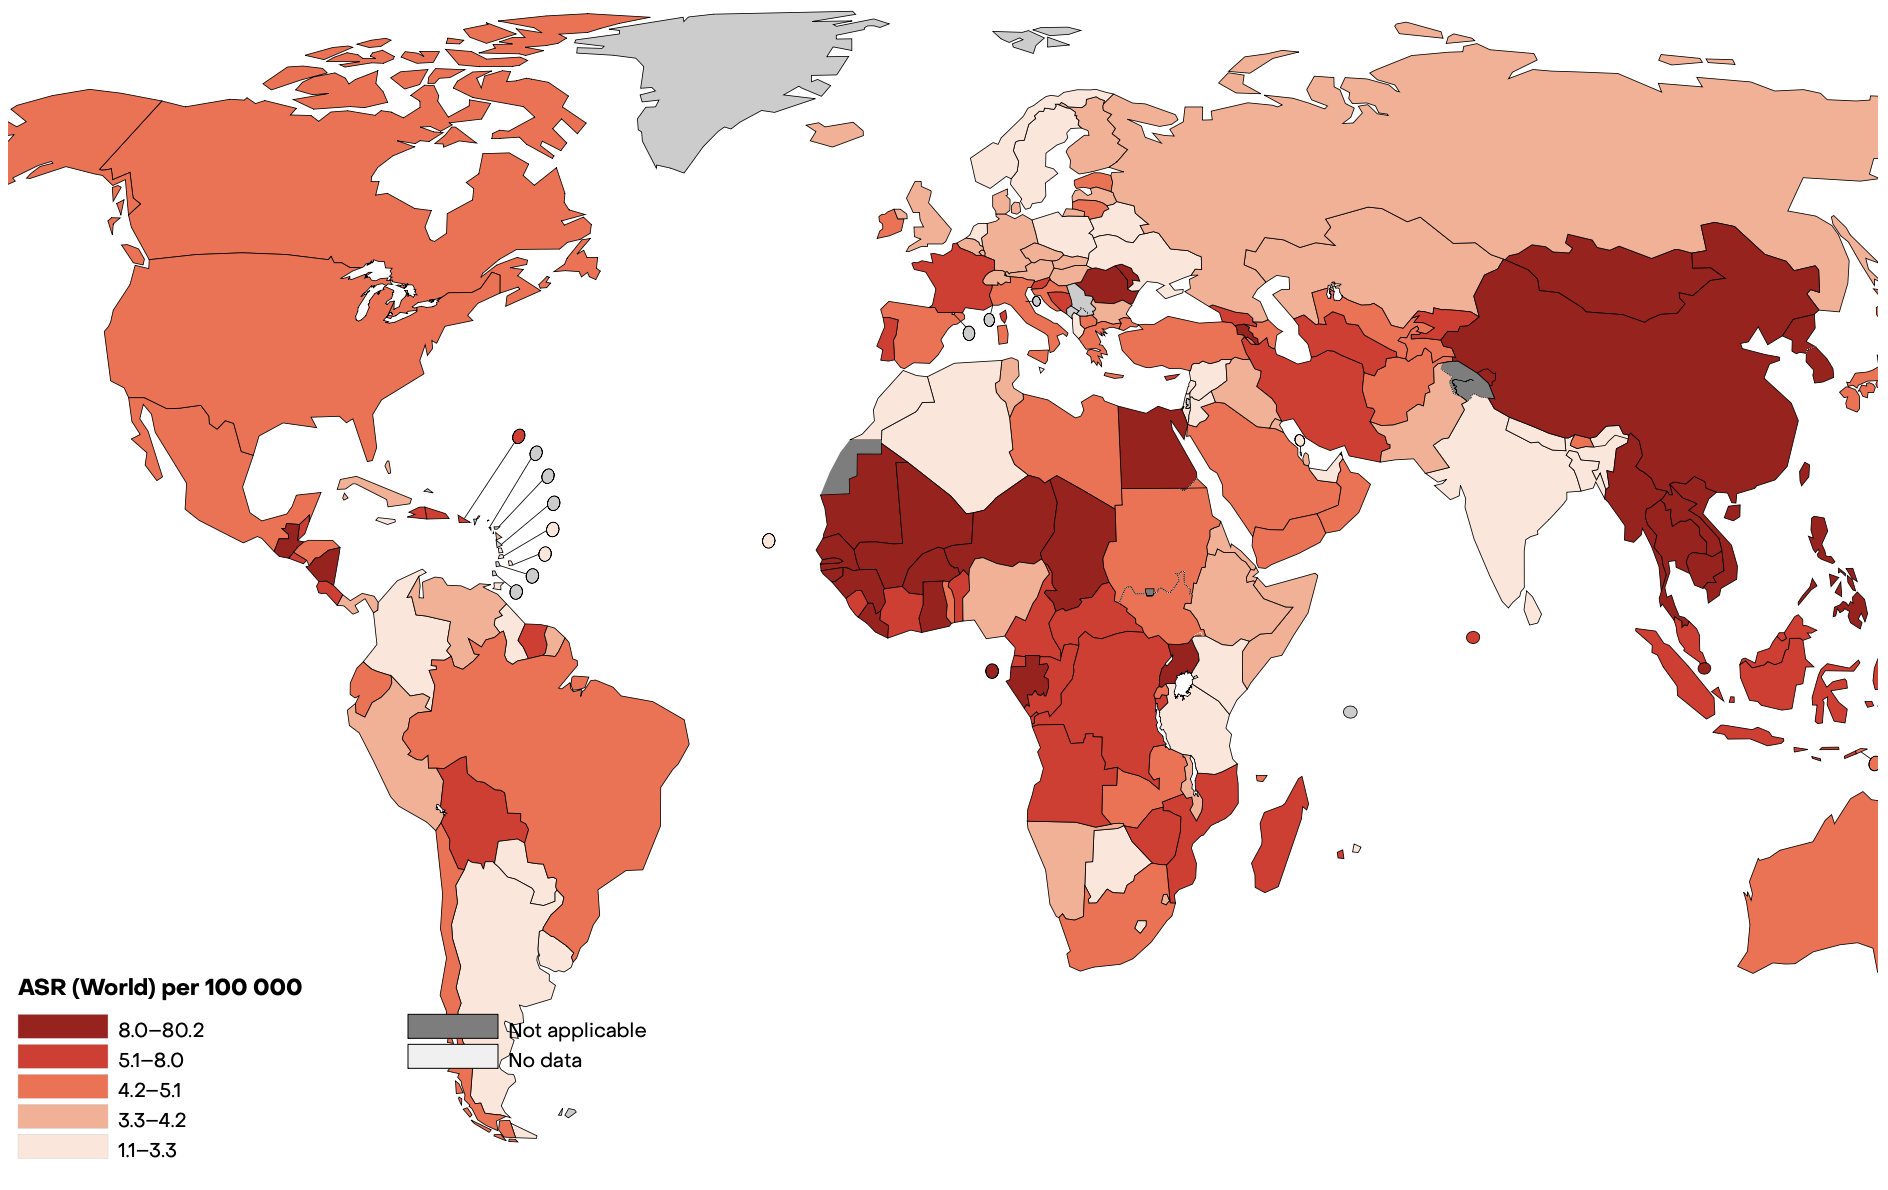 ASR (World) per 100 000
8.0–80.2
5.1–8.0
4.2–5.1
3.3–4.2
1.1–3.3
Not applicable
No data